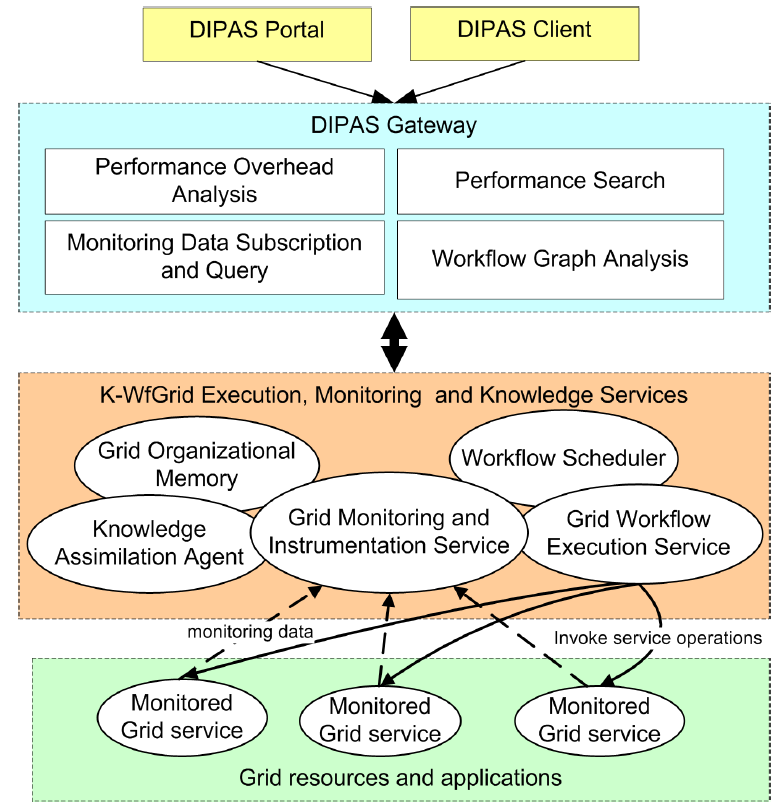 DIPAS Portal
DIPAS Client
DIPAS Gateway
Performance Overhead
Analysis
Performance Search
Monitoring Data Subscription
and Query
Workflow Graph Analysis
K-WfGrid Execution, Monitoring and Knowledge Services
Grid Organizational
Memory
Workflow Scheduler
Knowledge
Assimilation Agent
Grid Monitoring and
Instrumentation Service
Grid Workflow
Execution Service
monitoring data
Invoke service operations
Monitored
Grid service
Monitored
Grid service
Monitored
Grid service
Grid resources and applications